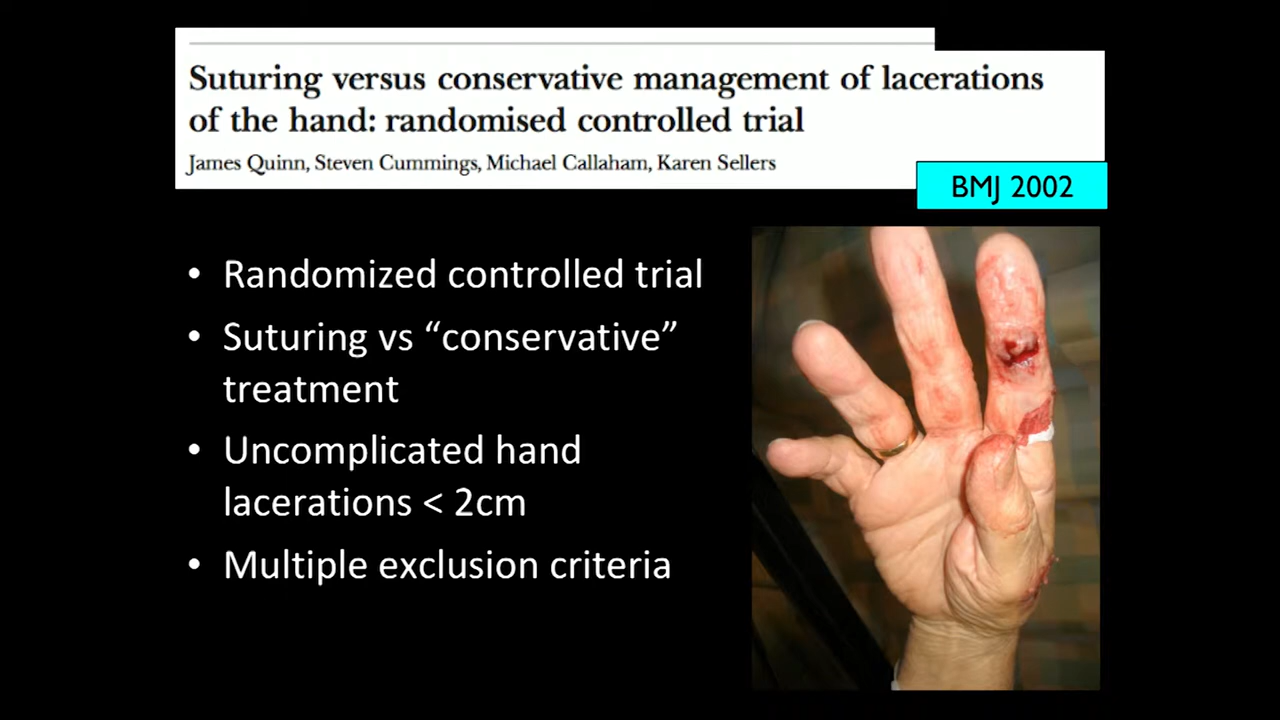 Suturing versus conservative management of lacerations
of the hand: randomised controlled trial
James Quinn, Steven Cummings, Michael Callaham, Karen Sellers
BMJ 2002
• Randomized controlled trial
• Suturing vs “conservative”
treatment
• Uncomplicated hand
lacerations < 2cm
• Multiple exclusion criteria